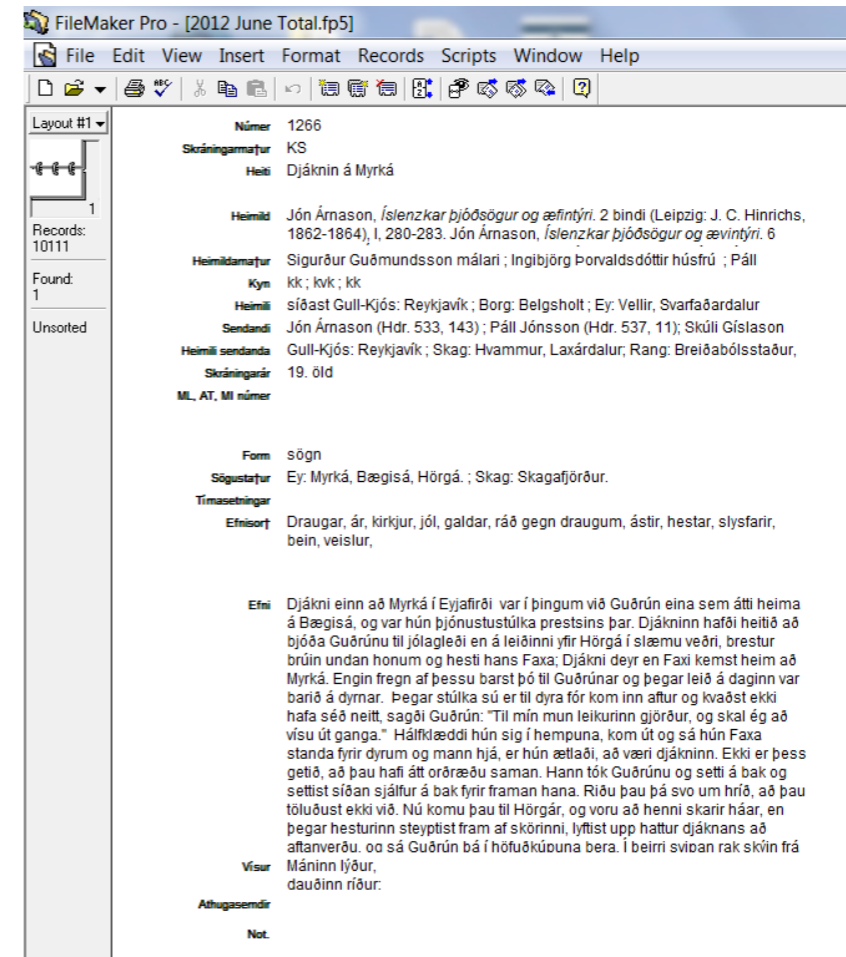 FileMaker Pro - [2012 June Total.fp5]
File Edit View Insert Format Records Scripts Window Help
Layout #1
1
Records:
10111
Found:
1
Unsorted
Númer 1266
Skráningarmaţur KS
Heiti Djáknin á Myrká
Heimild Jón Árnason, Íslenzkar þjóðsögur og æfintýri. 2 bindi (Leipzig: J. C. Hinrichs,
1862-1864), I, 280-283. Jón Árnason, Íslenzkar þjóðsögur og ævintýri. 6
Heimildamaţur Sigurður Guðmundsson málari ; Ingibjörg Þorvaldsdóttir húsfrú ; Páll
Kyn kk ; kvk ; kk
Heimili síðast Gull-Kjós: Reykjavík ; Borg: Belgsholt ; Ey: Vellir, Svarfaðardalur
Sendandi Jón Árnason (Hdr. 533, 143) ; Páll Jónsson (Hdr. 537, 11); Skúli Gíslason
Heimili sendanda Gull-Kjós: Reykjavík ; Skag: Hvammur, Laxárdalur; Rang: Breiðabólsstaður,
Skráningarár 19. öld
ML, AT, MI númer
Form sögn
Sögustaţur Ey: Myrká, Bægisá, Hörgá. ; Skag: Skagafjörður.
Tímasetningar
Efnisorţ Draugar, ár, kirkjur, jól, galdar, ráð gegn draugum, ástir, hestar, slysfarir,
bein, veislur,
Efni Djákni einn að Myrká í Eyjafirði var í þingum við Guðrún eina sem átti heima
á Bægisá, og var hún þjónustustúlka prestsins þar. Djákninn hafði heitið að
bjóða Guðrúnu til jólagleði en á leiðinni yfir Hörgá í slæmu veðri, brestur
brúin undan honum og hesti hans Faxa; Djákni deyr en Faxi kemst heim að
Myrká. Engin fregn af þessu barst þó til Guðrúnar og þegar leið á daginn var
barið á dyrnar. Þegar stúlka sú er til dyra fór kom inn aftur og kvaðst ekki
hafa séð neitt, sagði Guðrún: "Til mín mun leikurinn gjörður, og skal ég að
vísu út ganga." Hálfklæddi hún sig í hempuna, kom út og sá hún Faxa
standa fyrir dyrum og mann hjá, er hún ætlaði, að væri djákninn. Ekki er þess
getið, að þau hafi átt orðræðu saman. Hann tók Guðrúnu og setti á bak og
settist síðan sjálfur á bak fyrir framan hana. Riðu þau þá svo um hríð, að þau
töluðust ekki við. Nú komu þau til Hörgár, og voru að henni skarir háar, en
þegar hesturinn steyptist fram af skörinni, lyftist upp hattur djáknans að
aftanverðu, og sá Guðrún þá í höfuðkúpuna bera. Í þeirri svipan rak skýin frá
Vísur Máninn lýður,
dauðinn ríður:
Athugasemdir
Not.